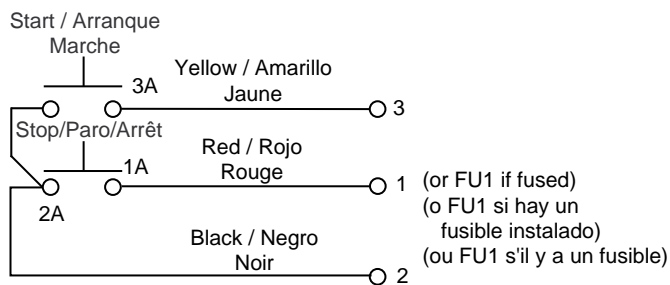 Start / Arranque
Marche
3A
Yellow / Amarillo
Jaune
3
Stop/Paro/Arrêt
1A
Red / Rojo
Rouge
1
(or FU1 if fused)
(o FU1 si hay un
fusible instalado)
(ou FU1 s'il y a un fusible)
2A
Black / Negro
Noir
2